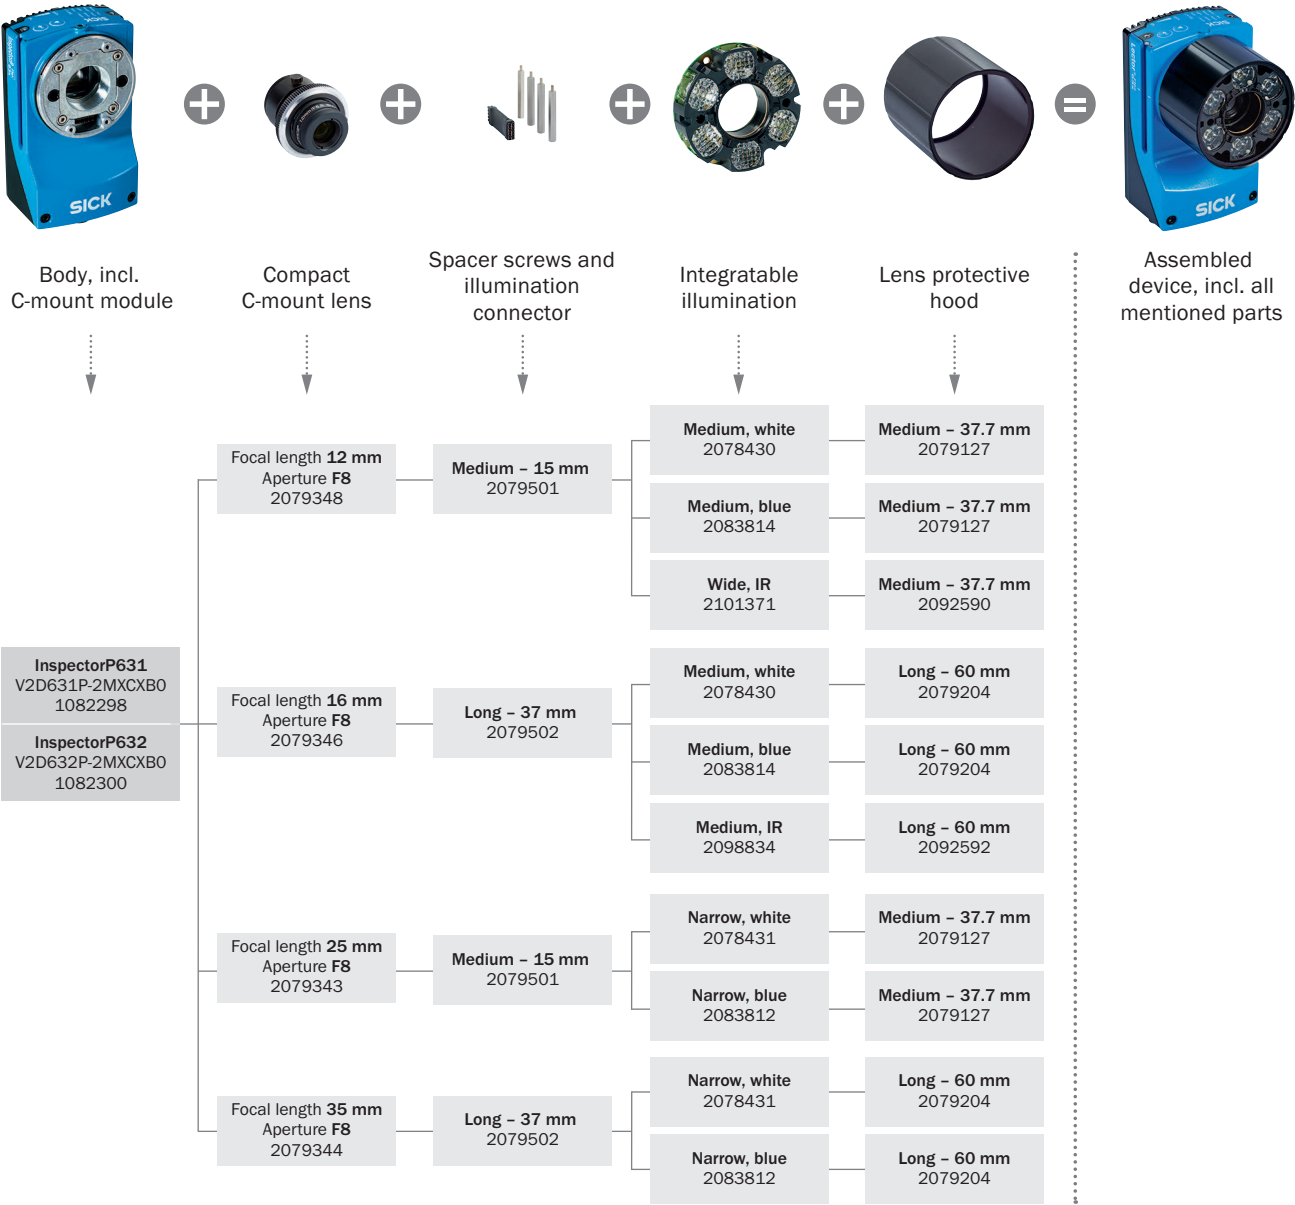 SICK
SICK
SICK
Body, incl.
C-mount module
Compact
C-mount lens
Spacer screws and
illumination
connector
Integratable
illumination
Lens protective
hood
Assembled
device, incl. all
mentioned parts
InspectorP631
V2D631P-2MXCXB0
1082298
InspectorP632
V2D632P-2MXCXB0
1082300
Focal length 12 mm
Aperture F8
2079348
Medium – 15 mm
2079501
Medium, white
2078430
Medium – 37.7 mm
2079127
Medium, blue
2083814
Medium – 37.7 mm
2079127
Wide, IR
2101371
Medium – 37.7 mm
2092590
Focal length 16 mm
Aperture F8
2079346
Long – 37 mm
2079502
Medium, white
2078430
Long – 60 mm
2079204
Medium, blue
2083814
Long – 60 mm
2079204
Medium, IR
2098834
Long – 60 mm
2092592
Focal length 25 mm
Aperture F8
2079343
Medium – 15 mm
2079501
Narrow, white
2078431
Medium – 37.7 mm
2079127
Narrow, blue
2083812
Medium – 37.7 mm
2079127
Focal length 35 mm
Aperture F8
2079344
Long – 37 mm
2079502
Narrow, white
2078431
Long – 60 mm
2079204
Narrow, blue
2083812
Long – 60 mm
2079204